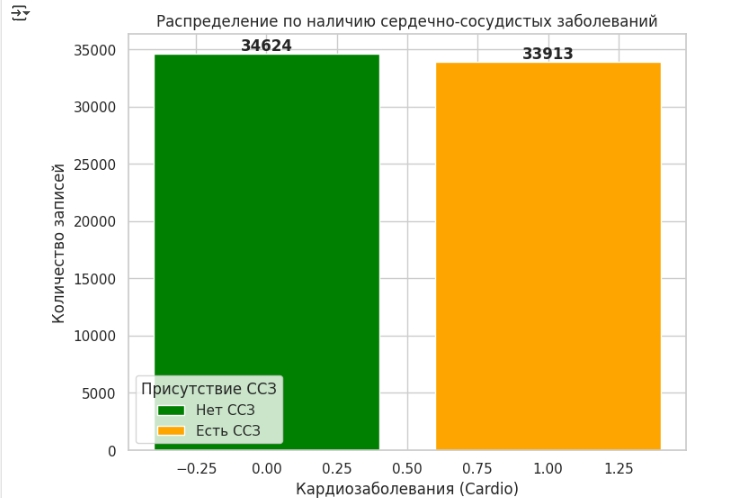 Распределение по наличию сердечно-сосудистых заболеваний
34624
33913
35000
30000
25000
20000
15000
10000
5000
0
Количество записей
Присутствие ССЗ
Нет ССЗ
Есть ССЗ
−0.25 0.00 0.25 0.50 0.75 1.00 1.25
Кардиозаболевания (Cardio)